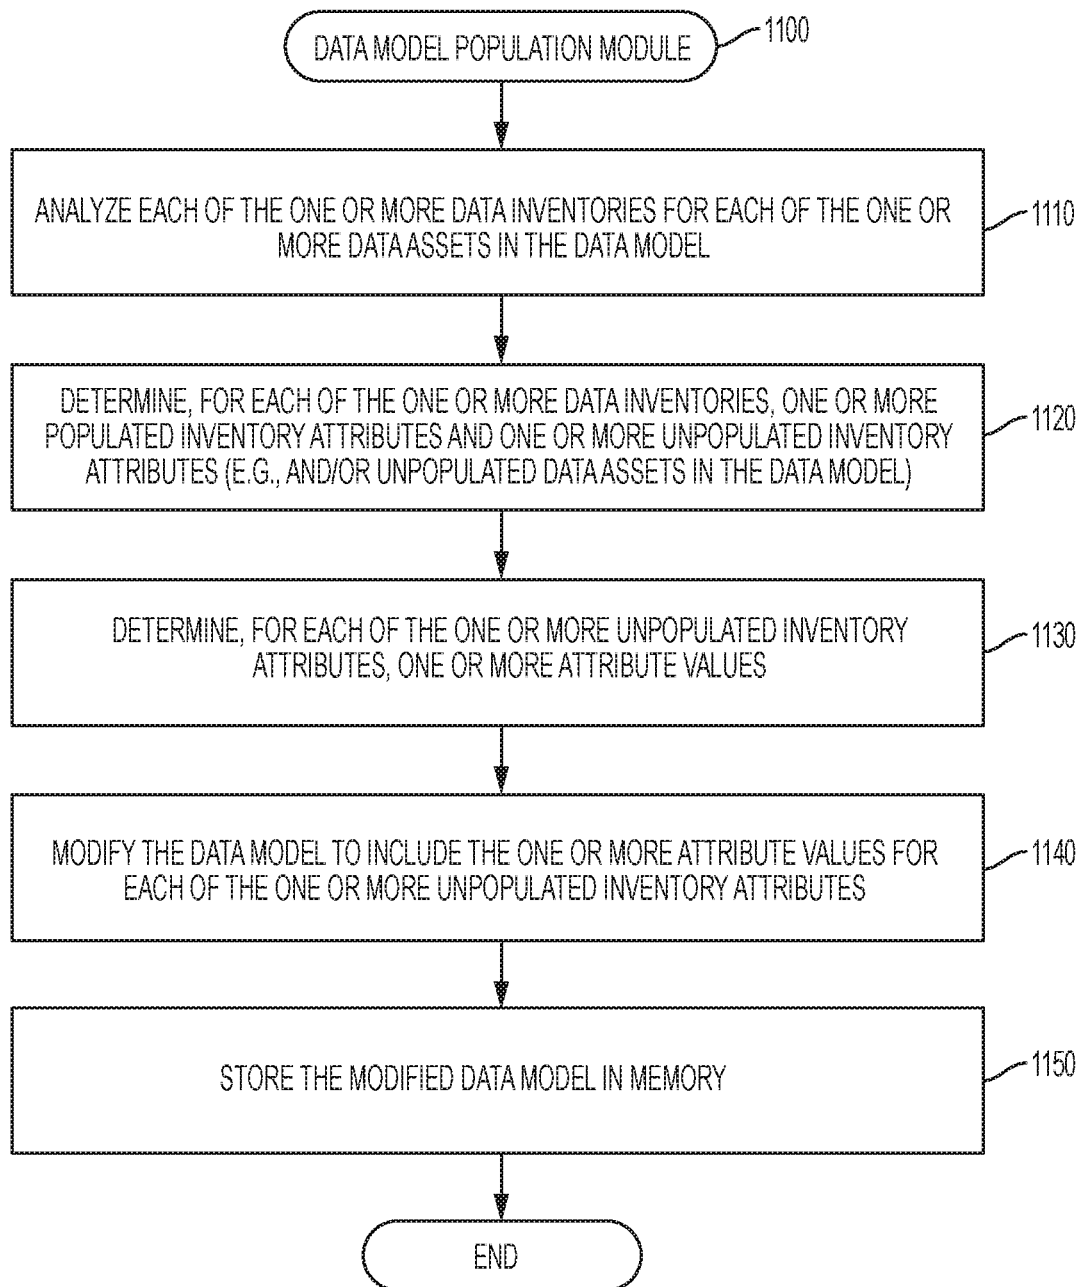 DATA MODEL POPULATION MODULE
1100
ANALYZE EACH OF THE ONE OR MORE DATA INVENTORIES FOR EACH OF THE ONE OR
MORE DATA ASSETS IN THE DATA MODEL
1110
DETERMINE, FOR EACH OF THE ONE OR MORE DATA INVENTORIES, ONE OR MORE
POPULATED INVENTORY ATTRIBUTES AND ONE OR MORE UNPOPULATED INVENTORY
ATTRIBUTES (E.G., AND/OR UNPOPULATED DATA ASSETS IN THE DATA MODEL)
1120
DETERMINE, FOR EACH OF THE ONE OR MORE UNPOPULATED INVENTORY
ATTRIBUTES, ONE OR MORE ATTRIBUTE VALUES
1130
MODIFY THE DATA MODEL TO INCLUDE THE ONE OR MORE ATTRIBUTE VALUES FOR
EACH OF THE ONE OR MORE UNPOPULATED INVENTORY ATTRIBUTES
1140
STORE THE MODIFIED DATA MODEL IN MEMORY
1150
END